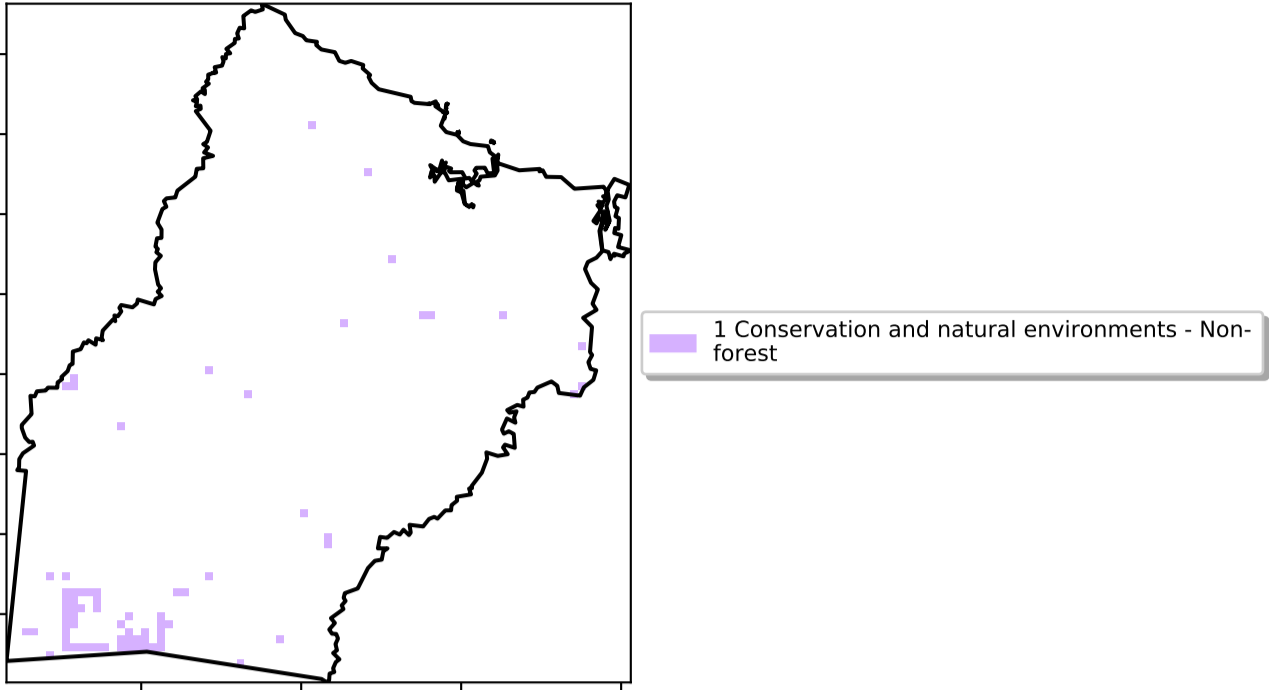 1 Conservation and natural environments - Non-
forest